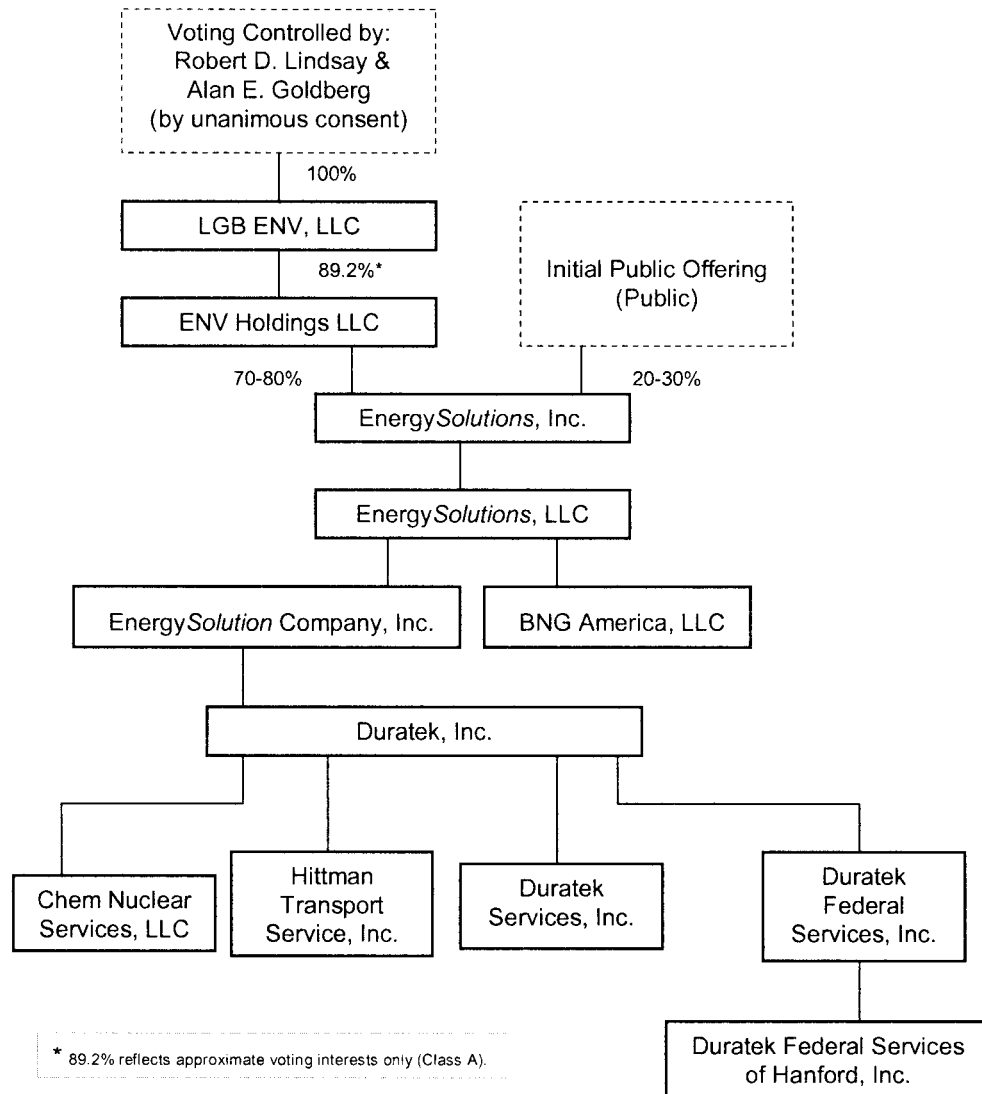 Voting Controlled by:
Robert D. Lindsay &
Alan E. Goldberg
(by unanimous consent)
100%
LGB ENV, LLC
89.2%*
Initial Public Offering
(Public)
ENV Holdings LLC
70-80%
20-30%
EnergySolutions, Inc.
EnergySolutions, LLC
EnergySolution Company, Inc.
BNG America, LLC
Duratek, Inc.
Chem Nuclear
Services, LLC
Hittman
Transport
Service, Inc.
Duratek
Services, Inc.
Duratek
Federal
Services, Inc.
* 89.2% reflects approximate voting interests only (Class A).
Duratek Federal Services
of Hanford, Inc.